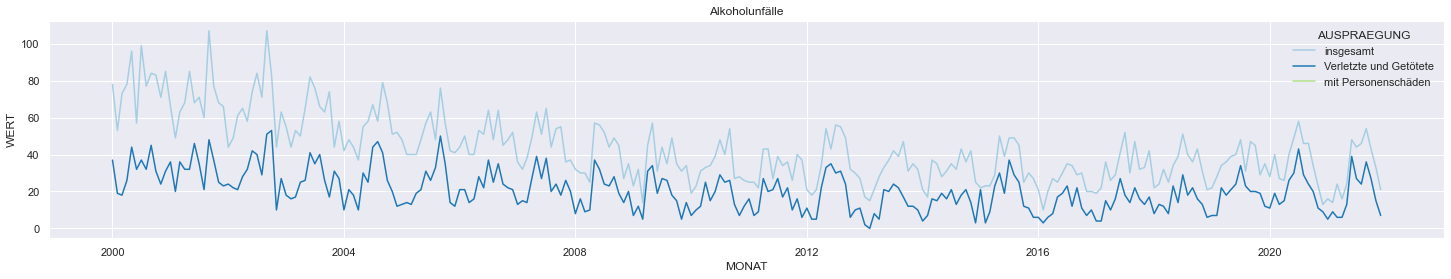 Alkoholunfälle
WERT
100
80
60
40
20
0
AUSPRAEGUNG
insgesamt
Verletzte und Getötete
mit Personenschäden
2000 2004 2008 2012 2016 2020
MONAT